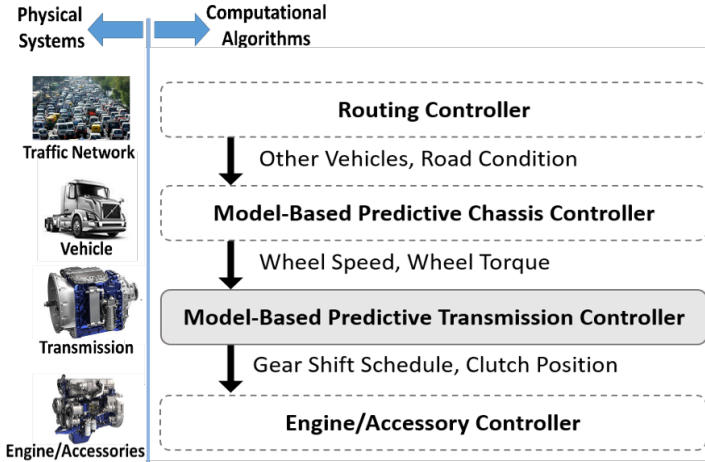 Physical
Systems
Computational
Algorithms
Traffic Network
Routing Controller
Other Vehicles, Road Condition
Vehicle
Model-Based Predictive Chassis Controller
Wheel Speed, Wheel Torque
Transmission
Model-Based Predictive Transmission Controller
Gear Shift Schedule, Clutch Position
Engine/Accessories
Engine/Accessory Controller